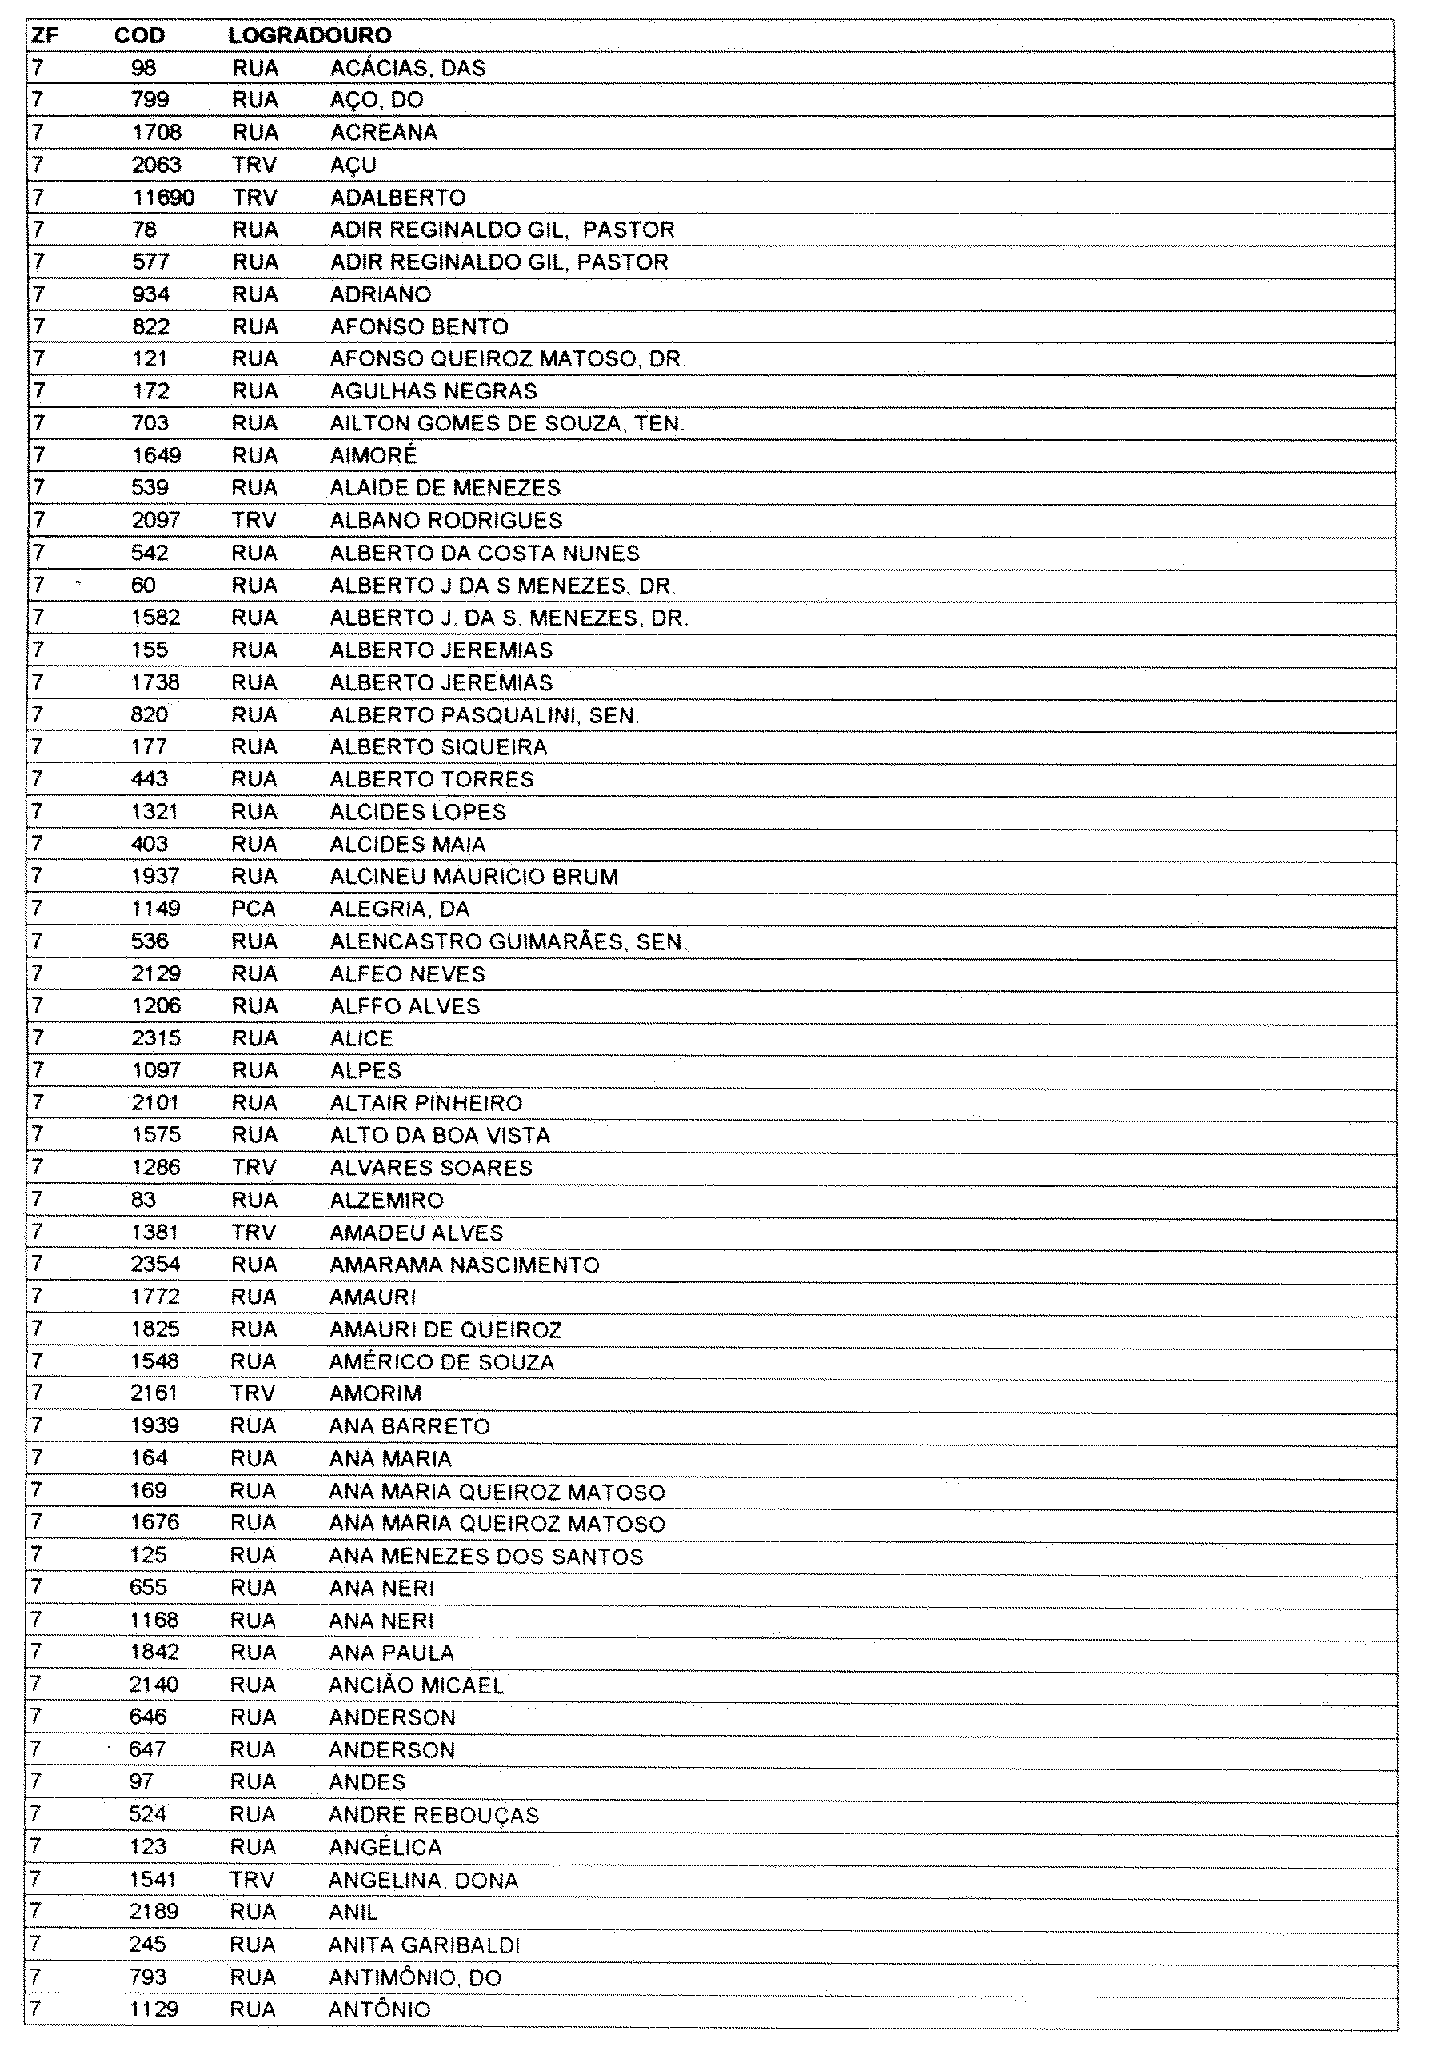 ZF COD LOGRADOURO
7 98 RUA ACÁCIAS, DAS
7 799 RUA AÇO, DO
7 1708 RUA ACREANA
7 2063 TRV AÇU
7 11690 TRV ADALBERTO
7 78 RUA ADIR REGINALDO GIL, PASTOR
7 577 RUA ADIR REGINALDO GIL, PASTOR
7 934 RUA ADRIANO
7 822 RUA AFONSO BENTO
7 121 RUA AFONSO QUEIROZ MATOSO, DR.
7 172 RUA AGULHAS NEGRAS
7 703 RUA AILTON GOMES DE SOUZA, TEN.
7 1649 RUA AIMORÉ
7 539 RUA ALAIDE DE MENEZES
7 2097 TRV ALBANO RODRIGUES
7 542 RUA ALBERTO DA COSTA NUNES
7 60 RUA ALBERTO J DA S MENEZES, DR.
7 1582 RUA ALBERTO J. DA S. MENEZES, DR.
7 155 RUA ALBERTO JEREMIAS
7 1738 RUA ALBERTO JEREMIAS
7 820 RUA ALBERTO PASQUALINI, SEN.
7 177 RUA ALBERTO SIQUEIRA
7 443 RUA ALBERTO TORRES
7 1321 RUA ALCIDES LOPES
7 403 RUA ALCIDES MAIA
7 1937 RUA ALCINEU MAURICIO BRUM
7 1149 PCA ALEGRIA, DA
7 536 RUA ALENCASTRO GUIMARÃES, SEN.
7 2129 RUA ALFEO NEVES
7 1206 RUA ALFFO ALVES
7 2315 RUA ALICE
7 1097 RUA ALPES
7 2101 RUA ALTAIR PINHEIRO
7 1575 RUA ALTO DA BOA VISTA
7 1286 TRV ALVARES SOARES
7 83 RUA ALZEMIRO
7 1381 TRV AMADEU ALVES
7 2354 RUA AMARAMA NASCIMENTO
7 1772 RUA AMAURI
7 1825 RUA AMAURI DE QUEIROZ
7 1548 RUA AMÉRICO DE SOUZA
7 2161 TRV AMORIM
7 1939 RUA ANA BARRETO
7 164 RUA ANA MARIA
7 169 RUA ANA MARIA QUEIROZ MATOSO
7 1676 RUA ANA MARIA QUEIROZ MATOSO
7 125 RUA ANA MENEZES DOS SANTOS
7 655 RUA ANA NERI
7 1168 RUA ANA NERI
7 1842 RUA ANA PAULA
7 2140 RUA ANCIÃO MICAEL
7 646 RUA ANDERSON
7 647 RUA ANDERSON
7 97 RUA ANDES
7 524 RUA ANDRE REBOUÇAS
7 123 RUA ANGÉLICA
7 1541 TRV ANGELINA, DONA
7 2189 RUA ANIL
7 245 RUA ANITA GARIBALDI
7 793 RUA ANTIMÔNIO, DO
7 1129 RUA ANTÔNIO